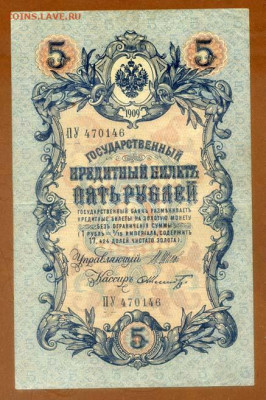 COINS.LAVE.RU
5 5
1909
ПУ 470146
ГОСУДАРСТВЕННЫЙ
КРЕДИТНЫЙ БИЛЕТЪ
ПЯТЬ РУБЛЕЙ
ГОСУДАРСТВЕННЫЙ БАНКЪ РАЗМѢНИВАЕТЪ
КРЕДИТНЫЕ БИЛЕТЫ НА ЗОЛОТУЮ МОНЕТУ
БЕЗЪ ОГРАНИЧЕНІЯ СУММЫ
(1 РУБЛЬ = 1/15 ИМПЕРІАЛА, СОДЕРЖИТЪ
17,424 ДОЛЕЙ ЧИСТАГО ЗОЛОТА)
Управляющій
Кассиръ
ПУ 470146
5